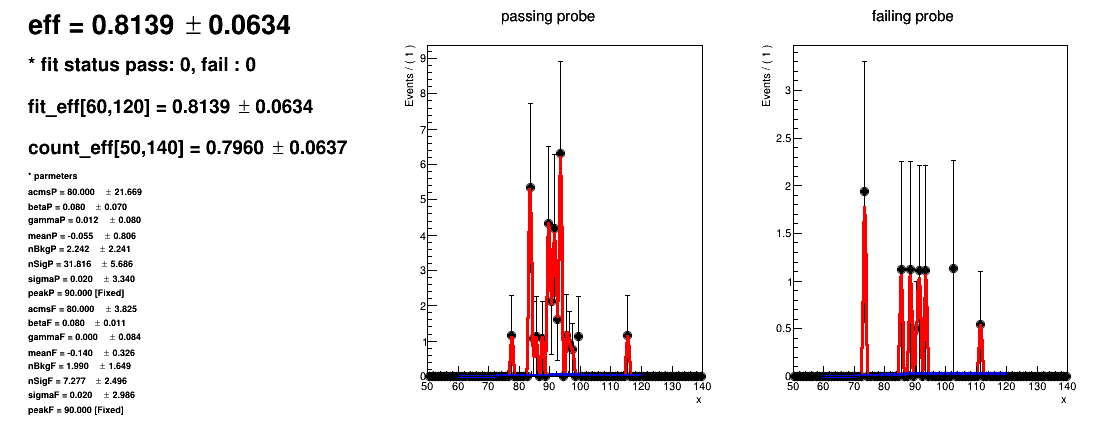 eff = 0.8139 ± 0.0634
* fit status pass: 0, fail : 0
fit_eff[60,120] = 0.8139 ± 0.0634
count_eff[50,140] = 0.7960 ± 0.0637
* parmeters
acmsP = 80.000 ± 21.669
betaP = 0.080 ± 0.070
gammaP = 0.012 ± 0.080
meanP = -0.055 ± 0.806
nBkgP = 2.242 ± 2.241
nSigP = 31.816 ± 5.686
sigmaP = 0.020 ± 3.340
peakP = 90.000 [Fixed]
acmsF = 80.000 ± 3.825
betaF = 0.080 ± 0.011
gammaF = 0.000 ± 0.084
meanF = -0.140 ± 0.326
nBkgF = 1.990 ± 1.649
nSigF = 7.277 ± 2.496
sigmaF = 0.020 ± 2.986
peakF = 90.000 [Fixed]
passing probe
Events / ( 1 )
9
8
7
6
5
4
3
2
1
0
50 60 70 80 90 100 110 120 130 140
x
failing probe
Events / ( 1 )
3
2.5
2
1.5
1
0.5
0
50 60 70 80 90 100 110 120 130 140
x